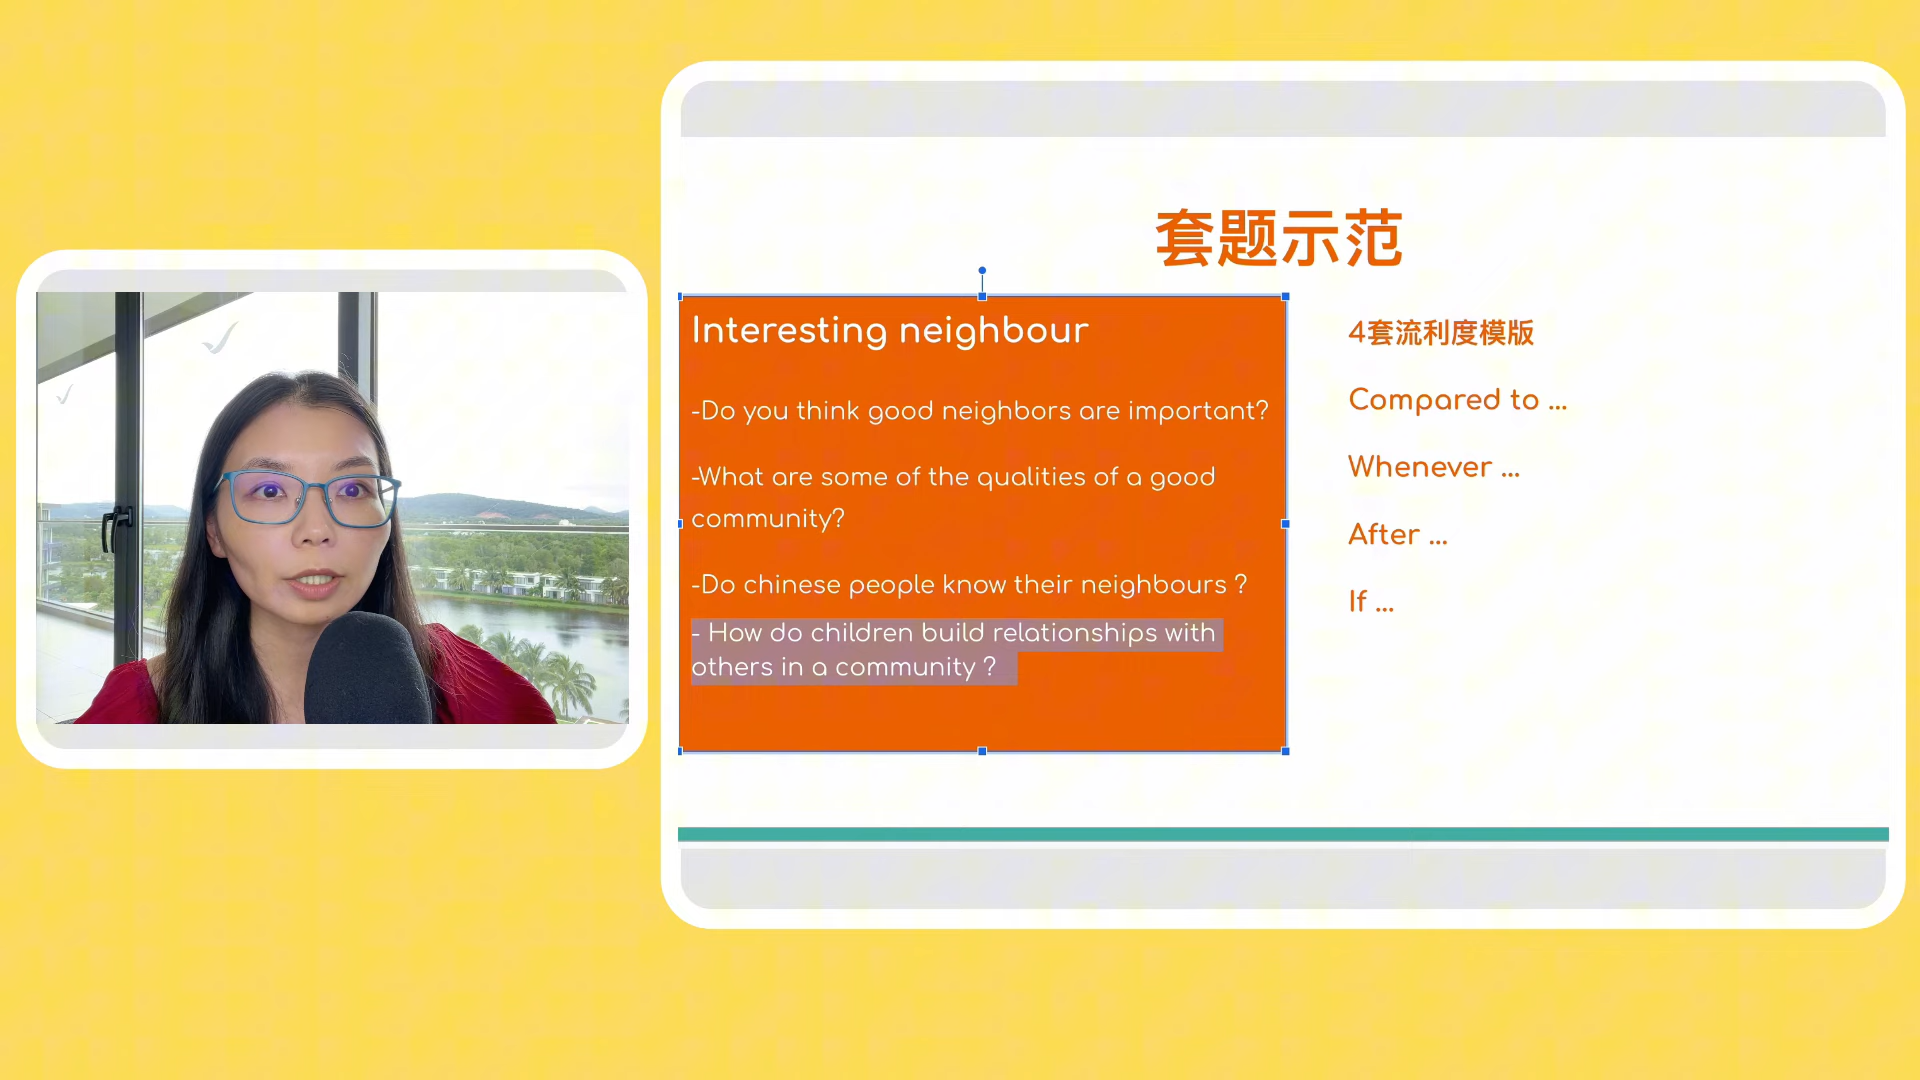 套题示范
Interesting neighbour
-Do you think good neighbors are important?
-What are some of the qualities of a good
community?
-Do chinese people know their neighbours ?
- How do children build relationships with
others in a community ?
4套流利度模版
Compared to ...
Whenever ...
After ...
If ...